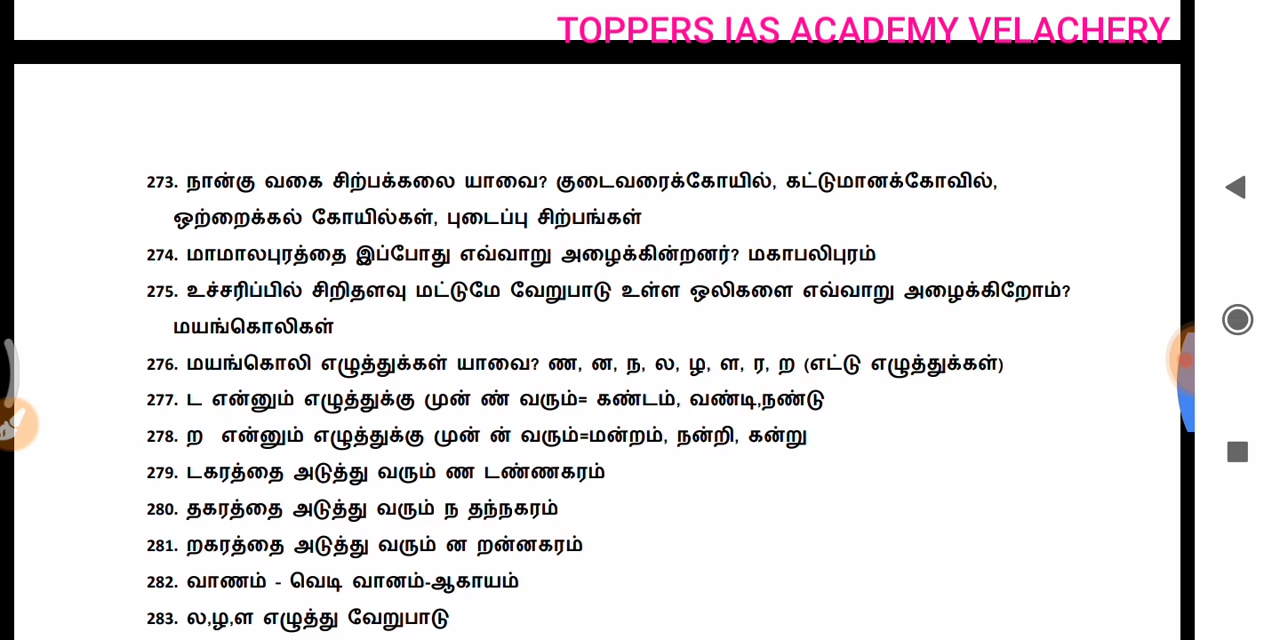 TOPPERS IAS ACADEMY VELACHERY
273. நான்கு வகை சிற்பக்கலை யாவை? குடைவரைக்கோயில், கட்டுமானக்கோவில்,
ஒற்றைக்கல் கோயில்கள், புடைப்பு சிற்பங்கள்
274. மாமாலபுரத்தை இப்போது எவ்வாறு அழைக்கின்றனர்? மகாபலிபுரம்
275. உச்சரிப்பில் சிறிதளவு மட்டுமே வேறுபாடு உள்ள ஒலிகளை எவ்வாறு அழைக்கிறோம்?
மயங்கொலிகள்
276. மயங்கொலி எழுத்துக்கள் யாவை? ண, ன, ந, ல, ழ, ள, ர, ற (எட்டு எழுத்துக்கள்)
277. ட என்னும் எழுத்துக்கு முன் ண் வரும்= கண்டம், வண்டி,நண்டு
278. ற என்னும் எழுத்துக்கு முன் ன் வரும்=மன்றம், நன்றி, கன்று
279. டகரத்தை அடுத்து வரும் ண டண்ணகரம்
280. தகரத்தை அடுத்து வரும் ந தந்நகரம்
281. றகரத்தை அடுத்து வரும் ன றன்னகரம்
282. வாணம் - வெடி வானம்-ஆகாயம்
283. ல,ழ,ள எழுத்து வேறுபாடு